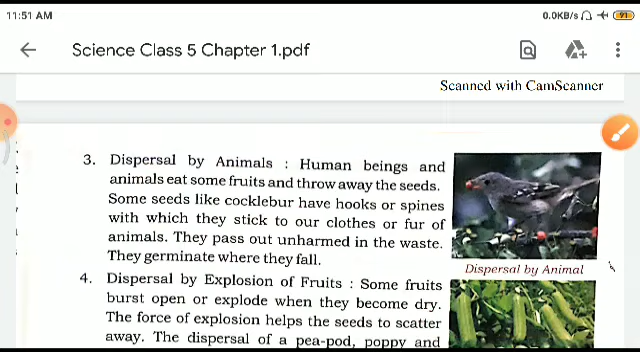 11:51 AM
0.0KB/s
91
Science Class 5 Chapter 1.pdf
Scanned with CamScanner
3. Dispersal by Animals : Human beings and
animals eat some fruits and throw away the seeds.
Some seeds like cocklebur have hooks or spines
with which they stick to our clothes or fur of
animals. They pass out unharmed in the waste.
They germinate where they fall.
Dispersal by Animal
4. Dispersal by Explosion of Fruits : Some fruits
burst open or explode when they become dry.
The force of explosion helps the seeds to scatter
away. The dispersal of a pea-pod, poppy and